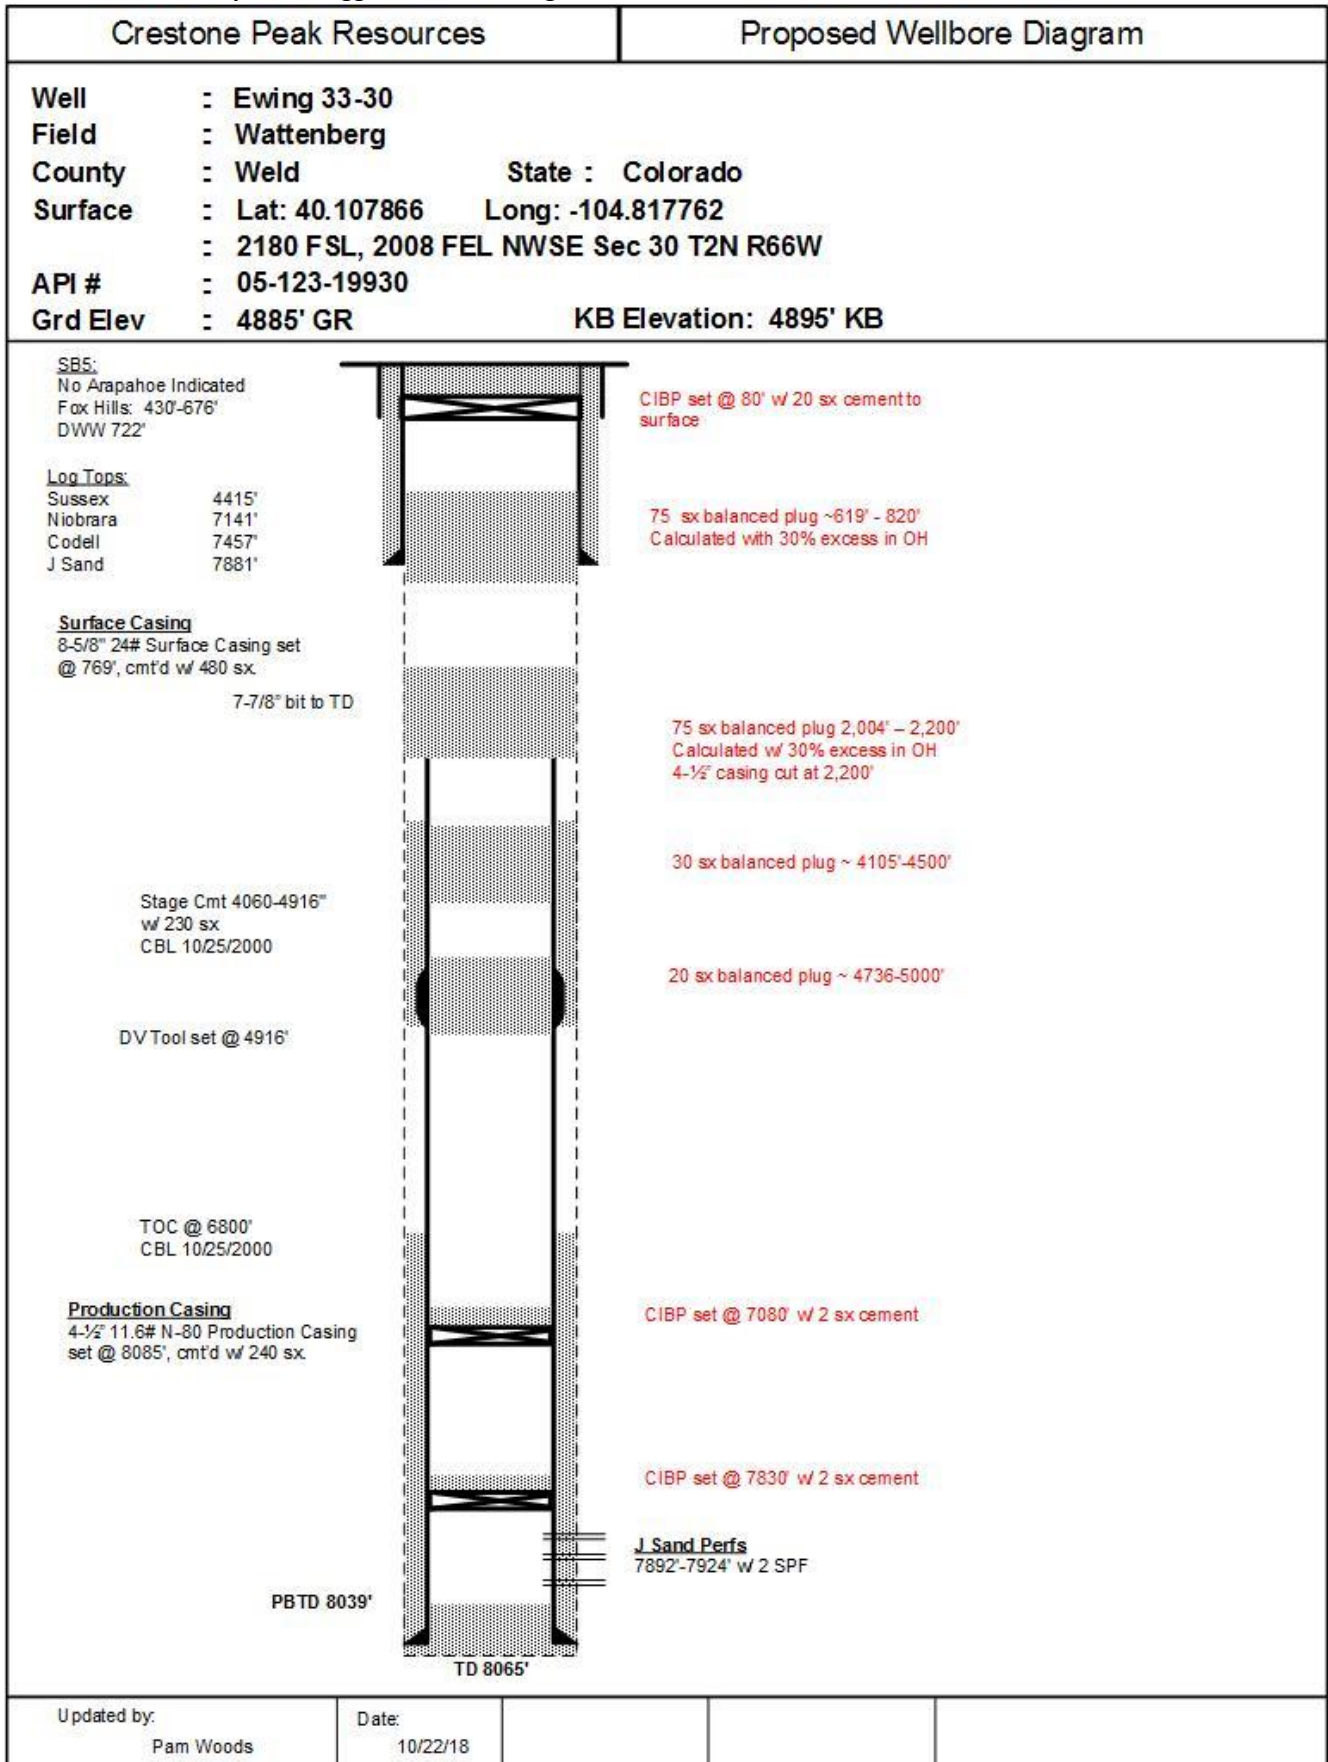 Crestone Peak Resources
Proposed Wellbore Diagram
Well : Ewing 33-30
Field : Wattenberg
County : Weld State : Colorado
Surface : Lat: 40.107866 Long: -104.817762
: 2180 FSL, 2008 FEL NWSE Sec 30 T2N R66W
API # : 05-123-19930
Grd Elev : 4885' GR KB Elevation: 4895' KB
SB5:
No Arapahoe Indicated
Fox Hills: 430'-676'
DWW 722'
CIBP set @ 80' w/ 20 sx cement to
surface
Log Tops:
Sussex 4415'
Niobrara 7141'
Codell 7457'
J Sand 7881'
75 sx balanced plug ~619' - 820'
Calculated with 30% excess in OH
Surface Casing
8-5/8" 24# Surface Casing set
@ 769', cmt'd w/ 480 sx.
7-7/8" bit to TD
75 sx balanced plug 2,004' – 2,200'
Calculated w/ 30% excess in OH
4-½" casing cut at 2,200'
30 sx balanced plug ~ 4105'-4500'
Stage Cmt 4060-4916"
w/ 230 sx
CBL 10/25/2000
20 sx balanced plug ~ 4736-5000'
DV Tool set @ 4916'
TOC @ 6800'
CBL 10/25/2000
Production Casing
4-½" 11.6# N-80 Production Casing
set @ 8085', cmt'd w/ 240 sx.
CIBP set @ 7080' w/ 2 sx cement
CIBP set @ 7830' w/ 2 sx cement
J Sand Perfs
7892'-7924' w/ 2 SPF
PBTD 8039'
TD 8065'
Updated by:
Pam Woods
Date:
10/22/18